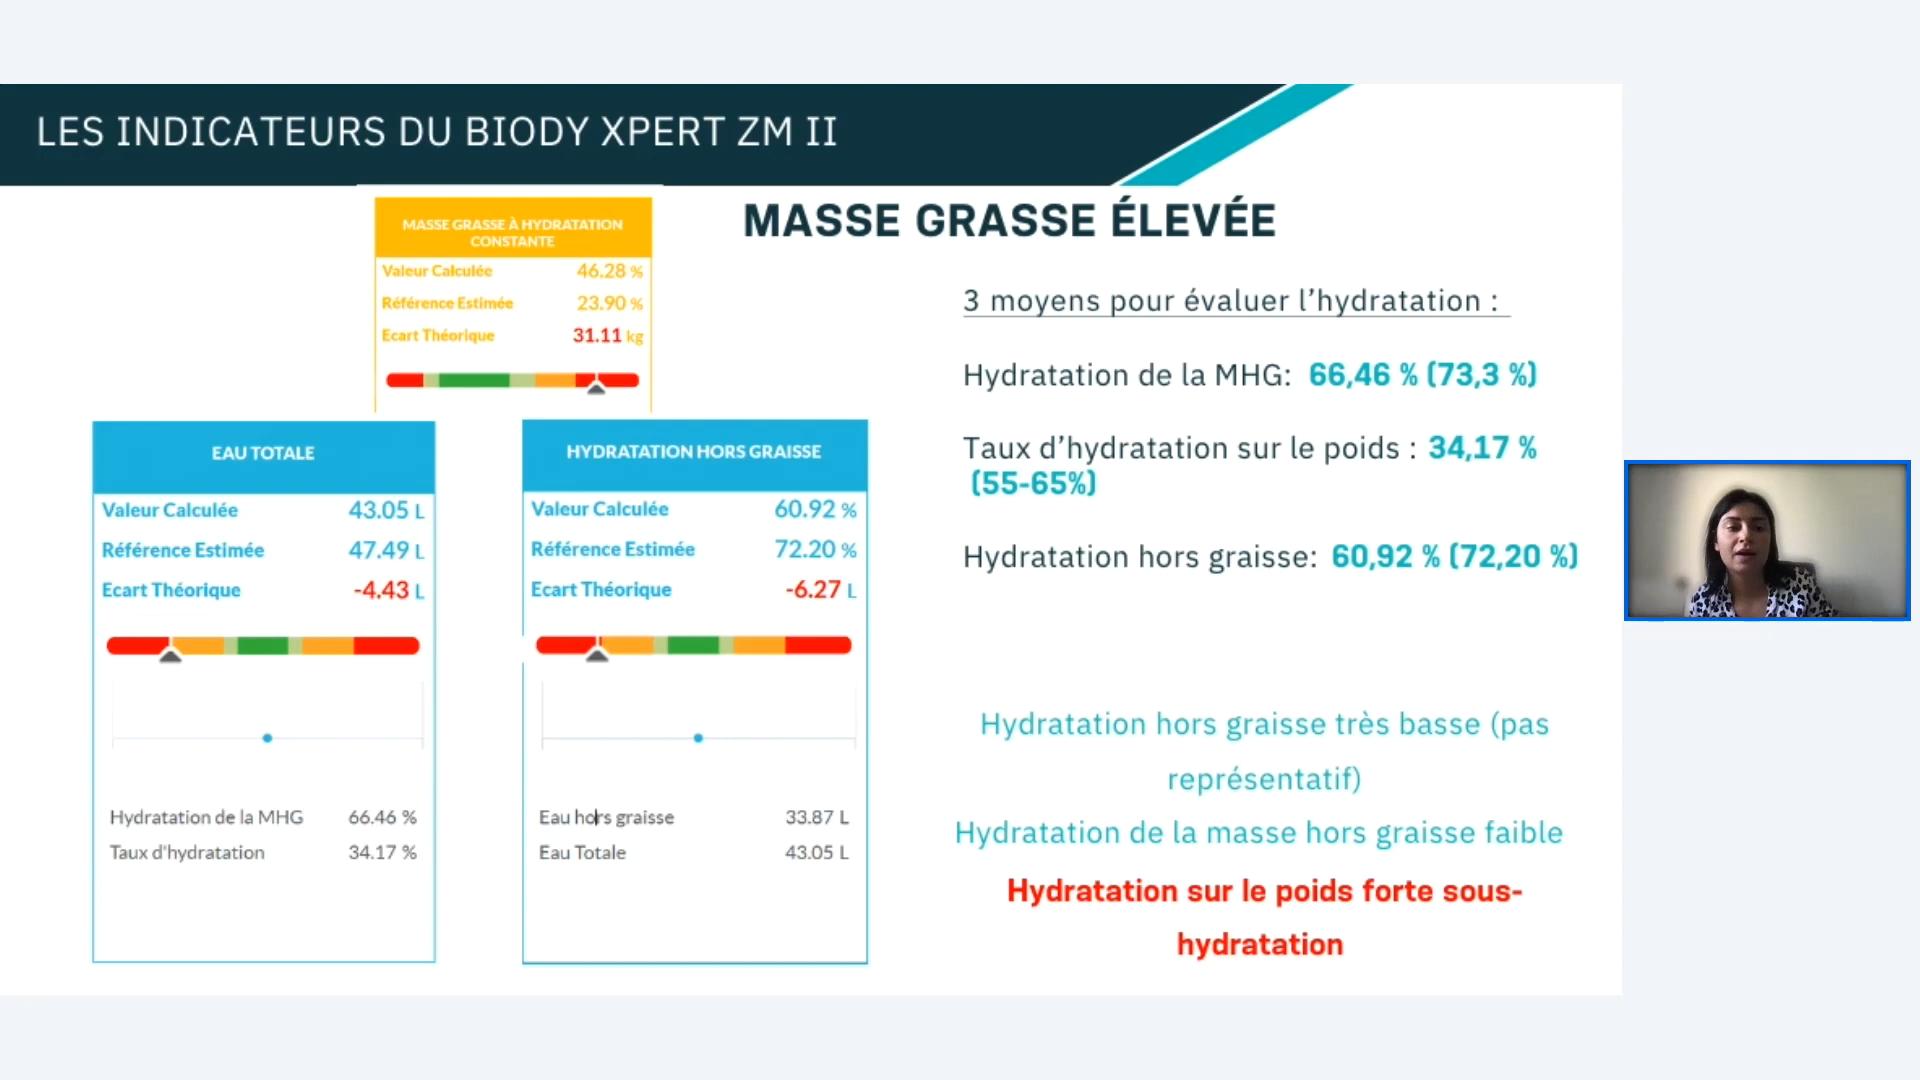 LES INDICATEURS DU BIODY XPERT ZM II
MASSE GRASSE À HYDRATATION
CONSTANTE
Valeur Calculée 46.28 %
Référence Estimée 23.90 %
Ecart Théorique 31.11 kg
EAU TOTALE
Valeur Calculée 43.05 L
Référence Estimée 47.49 L
Ecart Théorique -4.43 L
Hydratation de la MHG 66.46 %
Taux d'hydratation 34.17 %
HYDRATATION HORS GRAISSE
Valeur Calculée 60.92 %
Référence Estimée 72.20 %
Ecart Théorique -6.27 L
Eau hors graisse 33.87 L
Eau Totale 43.05 L
MASSE GRASSE ÉLEVÉE
3 moyens pour évaluer l’hydratation :
Hydratation de la MHG: 66,46 % (73,3 %)
Taux d’hydratation sur le poids : 34,17 %
(55-65%)
Hydratation hors graisse: 60,92 % (72,20 %)
Hydratation hors graisse très basse (pas
représentatif)
Hydratation de la masse hors graisse faible
Hydratation sur le poids forte sous-
hydratation